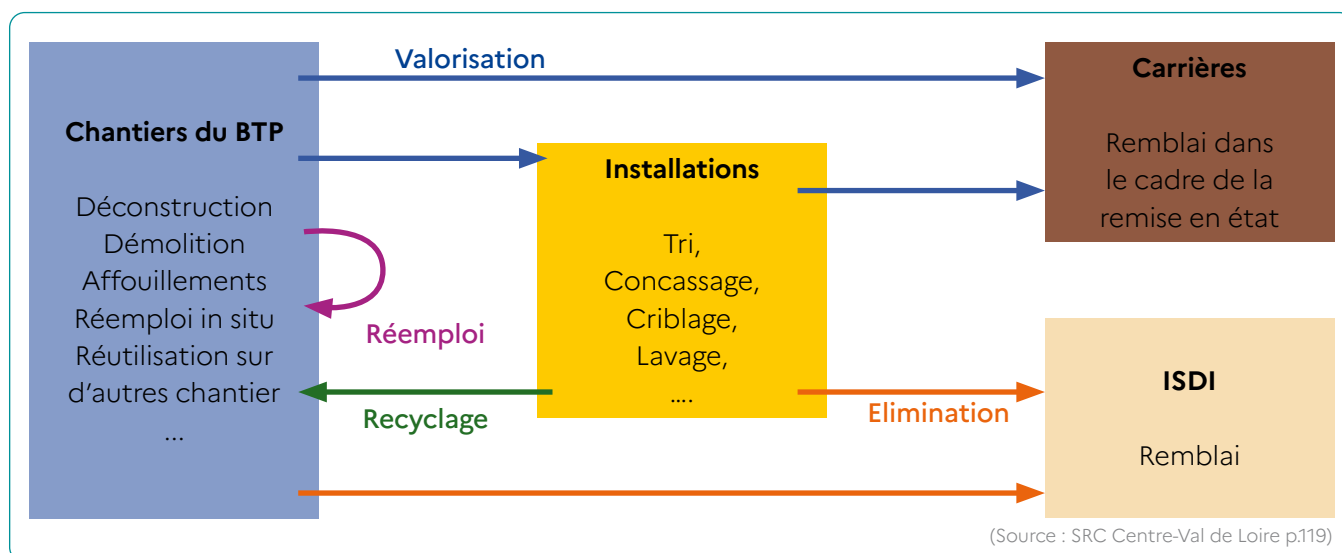 Valorisation
Chantiers du BTP
Déconstruction
Démolition
Affouillements
Réemploi in situ
Réutilisation sur
d'autres chantier
...
Réemploi
Recyclage
Installations
Tri,
Concassage,
Criblage,
Lavage,
....
Elimination
Carrières
Remblai dans
le cadre de la
remise en état
ISDI
Remblai
(Source : SRC Centre-Val de Loire p.119)